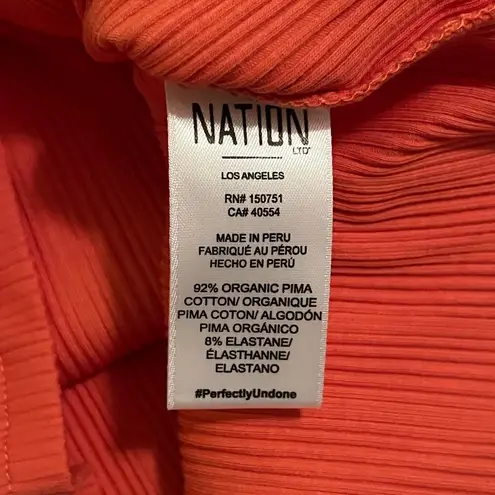 NATION
LTD
LOS ANGELES
RN# 150751
CA# 40554
MADE IN PERU
FABRIQUÉ AU PÉROU
HECHO EN PERÚ
92% ORGANIC PIMA
COTTON/ ORGANIQUE
PIMA COTON/ ALGODÓN
PIMA ORGÁNICO
8% ELASTANE/
ÉLASTHANNE/
ELASTANO
#PerfectlyUndone